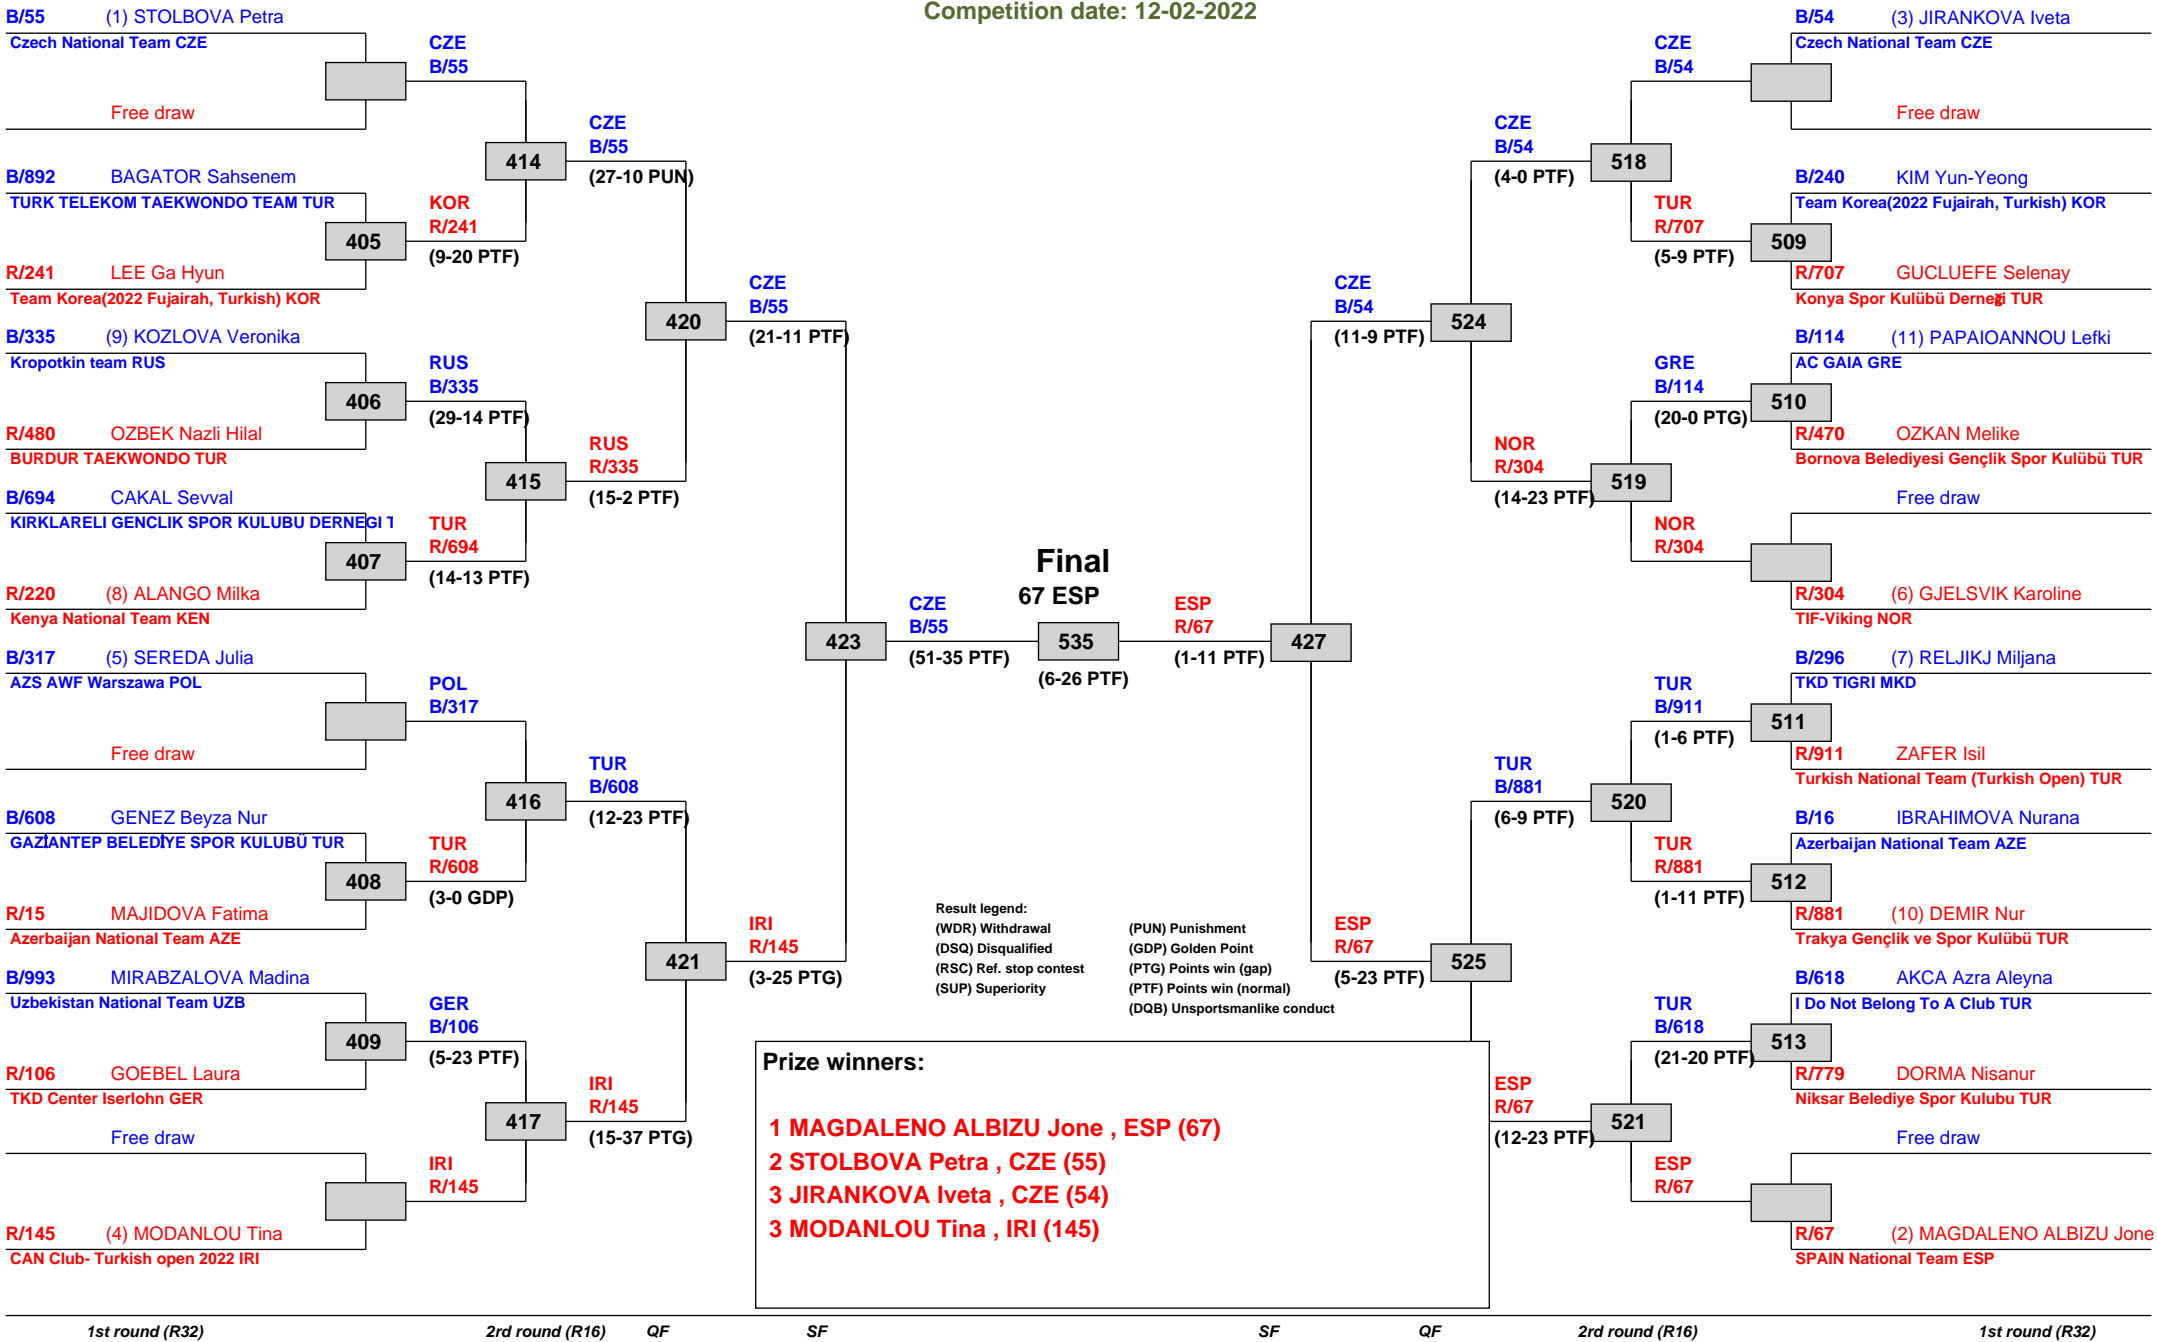 Competition date: 12-02-2022
B/55 (1) STOLBOVA Petra
Czech National Team CZE
Free draw
B/892 BAGATOR Sahsenem
TURK TELEKOM TAEKWONDO TEAM TUR
405
R/241 LEE Ga Hyun
Team Korea(2022 Fujairah, Turkish) KOR
B/335 (9) KOZLOVA Veronika
Kropotkin team RUS
406
R/480 OZBEK Nazli Hilal
BURDUR TAEKWONDO TUR
B/694 CAKAL Sevval
KIRKLARELI GENCLIK SPOR KULUBU DERNEGI T
407
R/220 (8) ALANGO Milka
Kenya National Team KEN
B/317 (5) SEREDA Julia
AZS AWF Warszawa POL
Free draw
B/608 GENEZ Beyza Nur
GAZİANTEP BELEDİYE SPOR KULUBÜ TUR
408
R/15 MAJIDOVA Fatima
Azerbaijan National Team AZE
B/993 MIRABZALOVA Madina
Uzbekistan National Team UZB
409
R/106 GOEBEL Laura
TKD Center Iserlohn GER
Free draw
R/145 (4) MODANLOU Tina
CAN Club- Turkish open 2022 IRI
CZE
B/55
414
KOR
R/241
(9-20 PTF)
RUS
B/335
(29-14 PTF)
415
TUR
R/694
(14-13 PTF)
POL
B/317
416
TUR
R/608
(3-0 GDP)
GER
B/106
(5-23 PTF)
417
IRI
R/145
CZE
B/55
(27-10 PUN)
420
RUS
R/335
(15-2 PTF)
TUR
B/608
(12-23 PTF)
421
IRI
R/145
(15-37 PTG)
CZE
B/55
(21-11 PTF)
423
IRI
R/145
(3-25 PTG)
CZE
B/55
(51-35 PTF)
Final
67 ESP
535
(6-26 PTF)
ESP
R/67
(1-11 PTF)
427
CZE
B/54
(11-9 PTF)
524
ESP
R/67
(5-23 PTF)
525
CZE
B/54
(4-0 PTF)
518
NOR
R/304
(14-23 PTF)
519
TUR
B/881
(6-9 PTF)
520
ESP
R/67
(12-23 PTF)
521
CZE
B/54
TUR
R/707
(5-9 PTF)
509
GRE
B/114
(20-0 PTG)
510
NOR
R/304
TUR
B/911
(1-6 PTF)
511
TUR
R/881
(1-11 PTF)
512
TUR
B/618
(21-20 PTF)
513
ESP
R/67
B/54 (3) JIRANKOVA Iveta
Czech National Team CZE
Free draw
B/240 KIM Yun-Yeong
Team Korea(2022 Fujairah, Turkish) KOR
R/707 GUCLUEFE Selenay
Konya Spor Kulübü Derneği TUR
B/114 (11) PAPAIOANNOU Lefki
AC GAIA GRE
R/470 OZKAN Melike
Bornova Belediyesi Gençlik Spor Kulübü TUR
Free draw
R/304 (6) GJELSVIK Karoline
TIF-Viking NOR
B/296 (7) RELJIKJ Miljana
TKD TIGRI MKD
R/911 ZAFER Isil
Turkish National Team (Turkish Open) TUR
B/16 IBRAHIMOVA Nurana
Azerbaijan National Team AZE
R/881 (10) DEMIR Nur
Trakya Gençlik ve Spor Kulübü TUR
B/618 AKCA Azra Aleyna
I Do Not Belong To A Club TUR
R/779 DORMA Nisanur
Niksar Belediye Spor Kulubu TUR
Free draw
R/67 (2) MAGDALENO ALBIZU Jone
SPAIN National Team ESP
Result legend:
(WDR) Withdrawal (PUN) Punishment
(DSQ) Disqualified (GDP) Golden Point
(RSC) Ref. stop contest (PTG) Points win (gap)
(SUP) Superiority (PTF) Points win (normal)
(DQB) Unsportsmanlike conduct
Prize winners:
1 MAGDALENO ALBIZU Jone , ESP (67)
2 STOLBOVA Petra , CZE (55)
3 JIRANKOVA Iveta , CZE (54)
3 MODANLOU Tina , IRI (145)
1st round (R32) 2rd round (R16) QF SF SF QF 2rd round (R16) 1st round (R32)